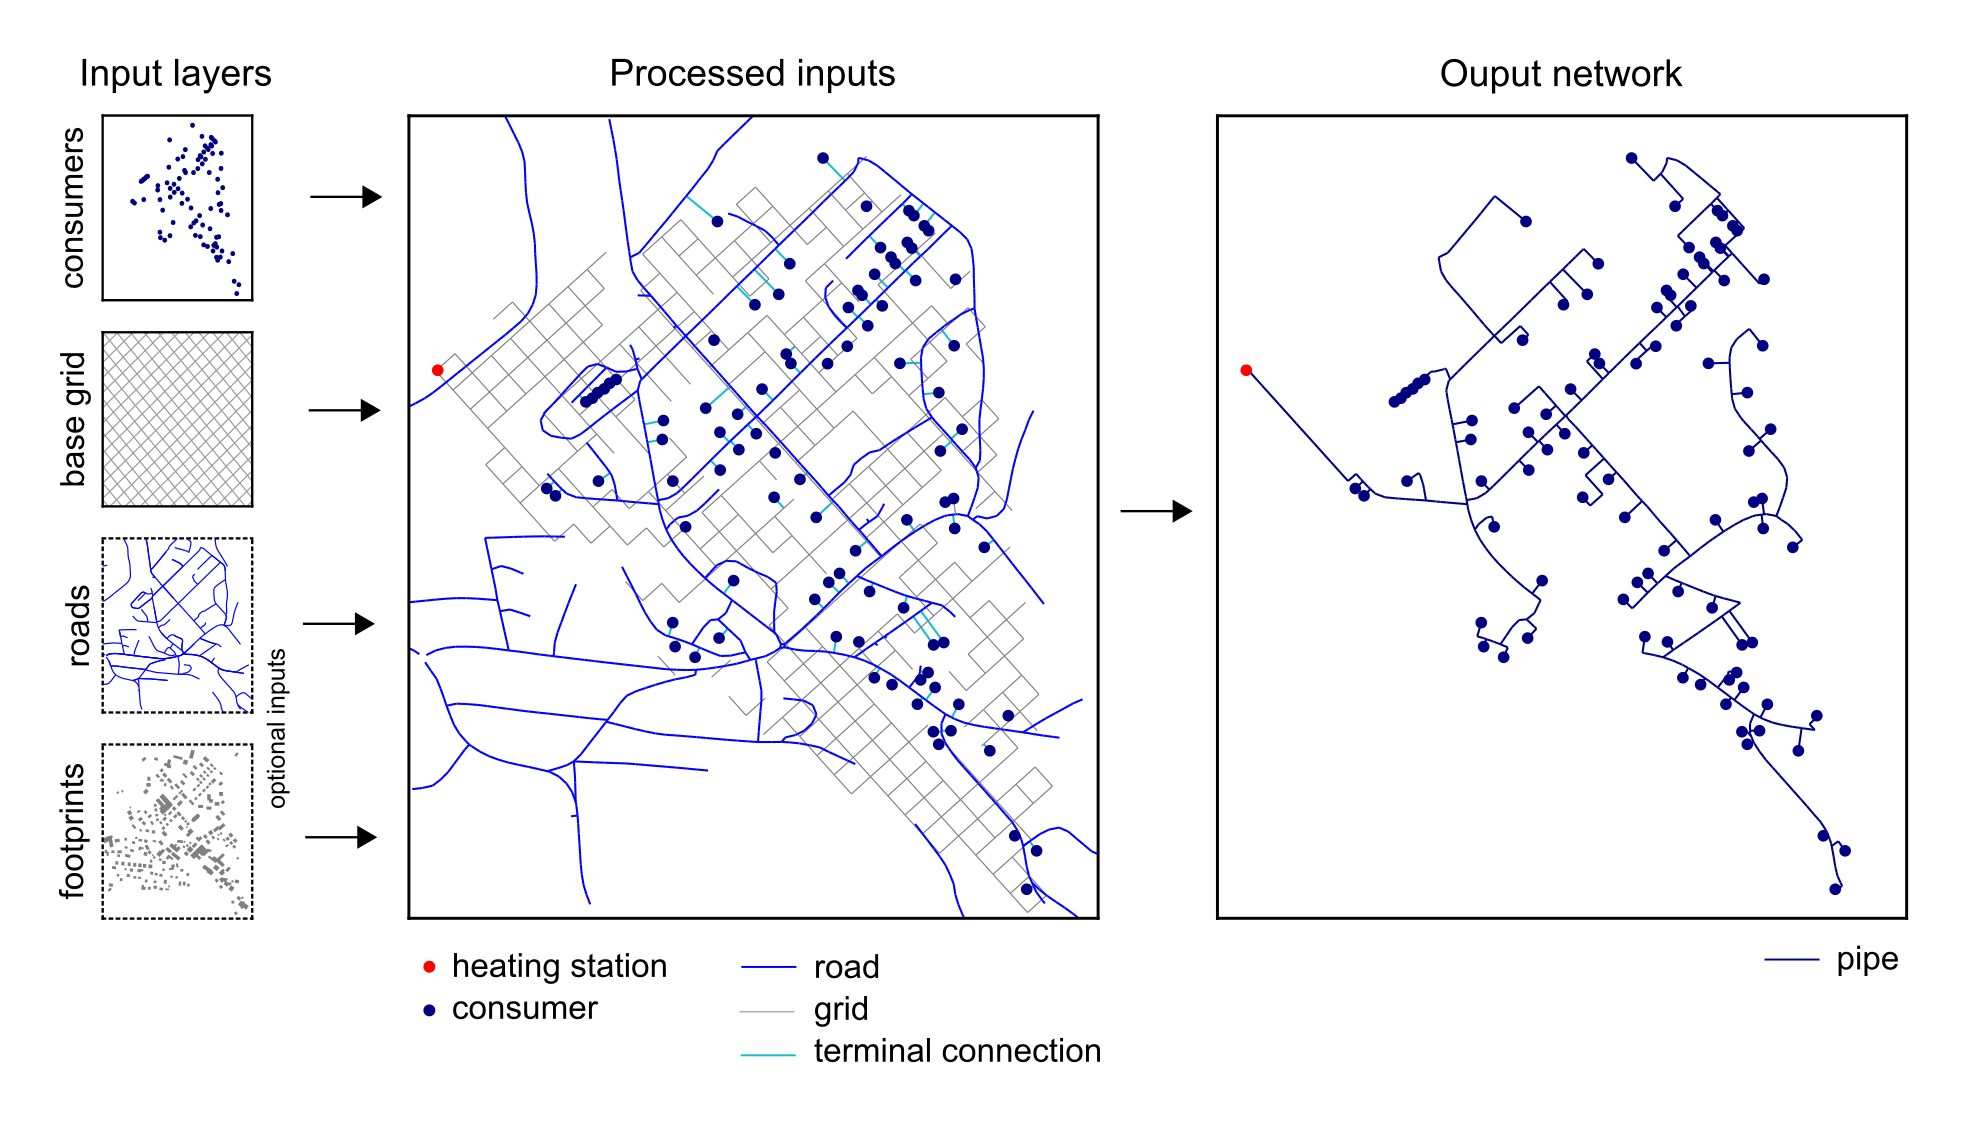 Input layers
Processed inputs
Ouput network
consumers
base grid
roads
footprints
optional inputs
heating station
consumer
road
grid
terminal connection
pipe